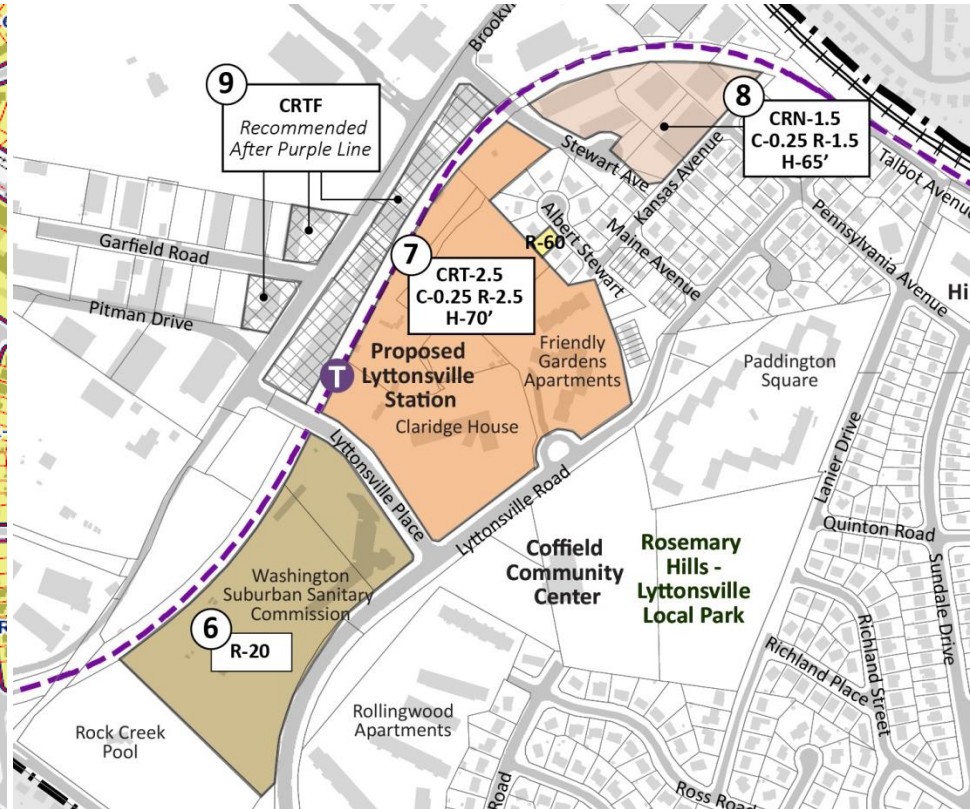 Brookv
9
CRTF
Recommended
After Purple Line
8
CRN-1.5
C-0.25 R-1.5
H-65’
Stewart Ave
Kansas Avenue
Talbot Avenue
Garfield Road
Albert Stewart
Maine Avenue
Pennsylvania Avenue
R-60
7
CRT-2.5
C-0.25 R-2.5
H-70’
Hi
Pitman Drive
T
Proposed
Lyttonsville
Station
Friendly
Gardens
Apartments
Paddington
Square
Claridge House
Lyttonsville Place
Lyttonsville Road
Lanier Drive
Quinton Road
Sundale Drive
Coffield
Community
Center
Rosemary
Hills -
Lyttonsville
Local Park
Washington
Suburban Sanitary
Commission
6
R-20
Richland Place
Richland Street
Rock Creek
Pool
Rollingwood
Apartments
Road
Ross Road